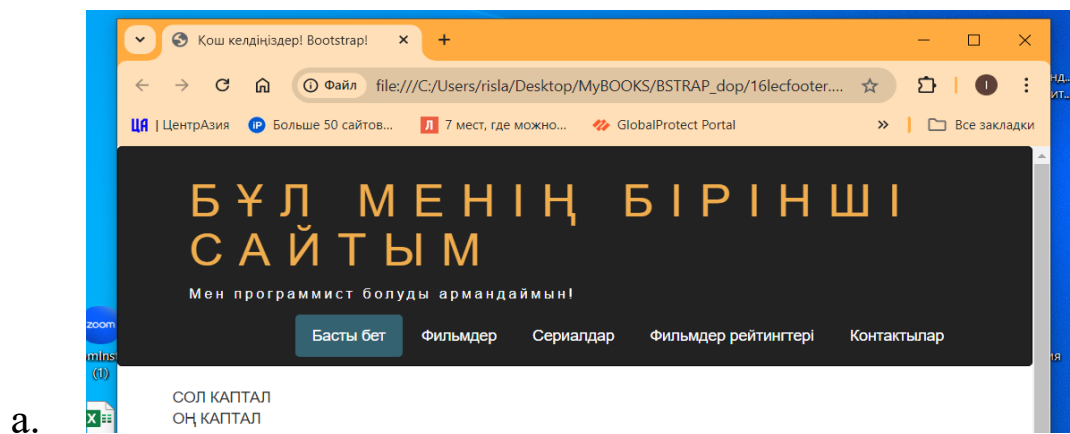 Қош келдіңіздер! Bootstrap!
Файл file:///C:/Users/risla/Desktop/MyBOOKS/BSTRAP_dop/16lecfooter....
ЦА | ЦентрАзия iP Больше 50 сайтов... Л 7 мест, где можно... GlobalProtect Portal » Все закладки
БҰЛ МЕНІҢ БІРІНШІ
САЙТЫМ
Мен программист болуды армандаймын!
Басты бет Фильмдер Сериалдар Фильмдер рейтингтері Контактылар
СОЛ КАПТАЛ
ОҢ КАПТАЛ
zoom
(1)
а.